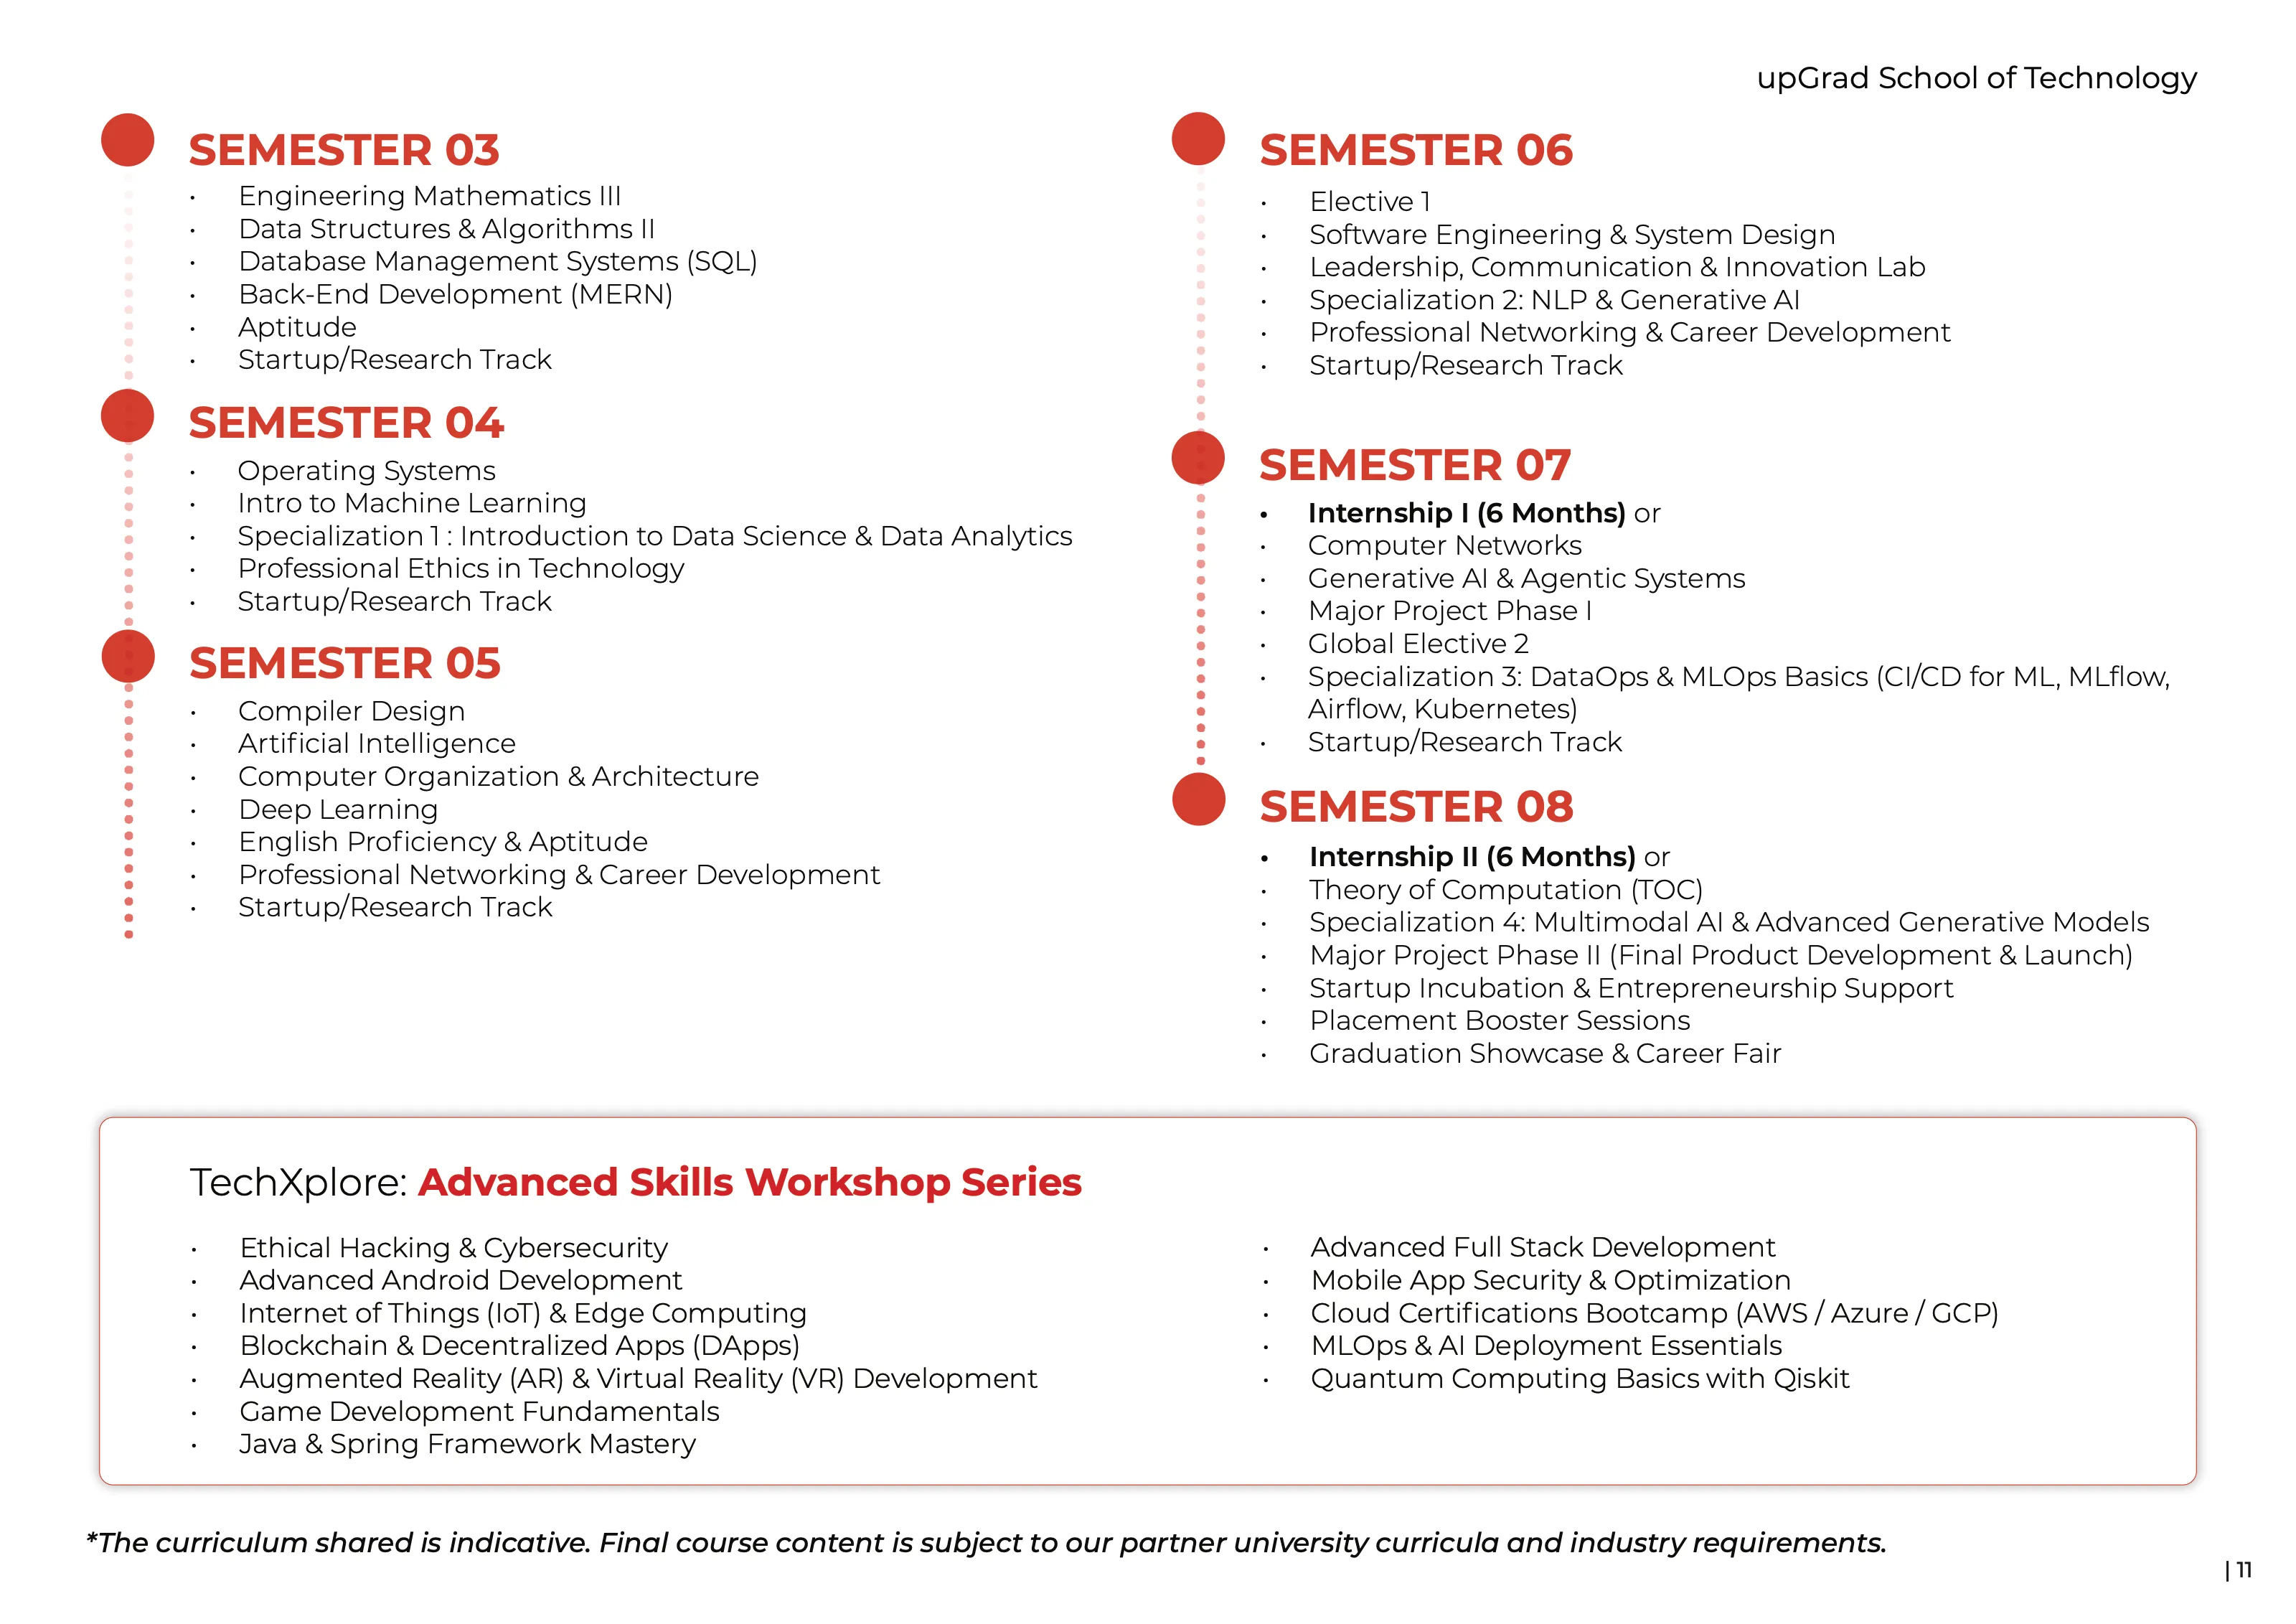 upGrad School of Technology
SEMESTER 03
• Engineering Mathematics III
• Data Structures & Algorithms II
• Database Management Systems (SQL)
• Back-End Development (MERN)
• Aptitude
• Startup/Research Track
SEMESTER 04
• Operating Systems
• Intro to Machine Learning
• Specialization 1 : Introduction to Data Science & Data Analytics
• Professional Ethics in Technology
• Startup/Research Track
SEMESTER 05
• Compiler Design
• Artificial Intelligence
• Computer Organization & Architecture
• Deep Learning
• English Proficiency & Aptitude
• Professional Networking & Career Development
• Startup/Research Track
SEMESTER 06
• Elective 1
• Software Engineering & System Design
• Leadership, Communication & Innovation Lab
• Specialization 2: NLP & Generative AI
• Professional Networking & Career Development
• Startup/Research Track
SEMESTER 07
• Internship I (6 Months) or
• Computer Networks
• Generative AI & Agentic Systems
• Major Project Phase I
• Global Elective 2
• Specialization 3: DataOps & MLOps Basics (CI/CD for ML, MLflow,
Airflow, Kubernetes)
• Startup/Research Track
SEMESTER 08
• Internship II (6 Months) or
• Theory of Computation (TOC)
• Specialization 4: Multimodal AI & Advanced Generative Models
• Major Project Phase II (Final Product Development & Launch)
• Startup Incubation & Entrepreneurship Support
• Placement Booster Sessions
• Graduation Showcase & Career Fair
TechXplore: Advanced Skills Workshop Series
• Ethical Hacking & Cybersecurity
• Advanced Android Development
• Internet of Things (IoT) & Edge Computing
• Blockchain & Decentralized Apps (DApps)
• Augmented Reality (AR) & Virtual Reality (VR) Development
• Game Development Fundamentals
• Java & Spring Framework Mastery
• Advanced Full Stack Development
• Mobile App Security & Optimization
• Cloud Certifications Bootcamp (AWS / Azure / GCP)
• MLOps & AI Deployment Essentials
• Quantum Computing Basics with Qiskit
*The curriculum shared is indicative. Final course content is subject to our partner university curricula and industry requirements.
| 11